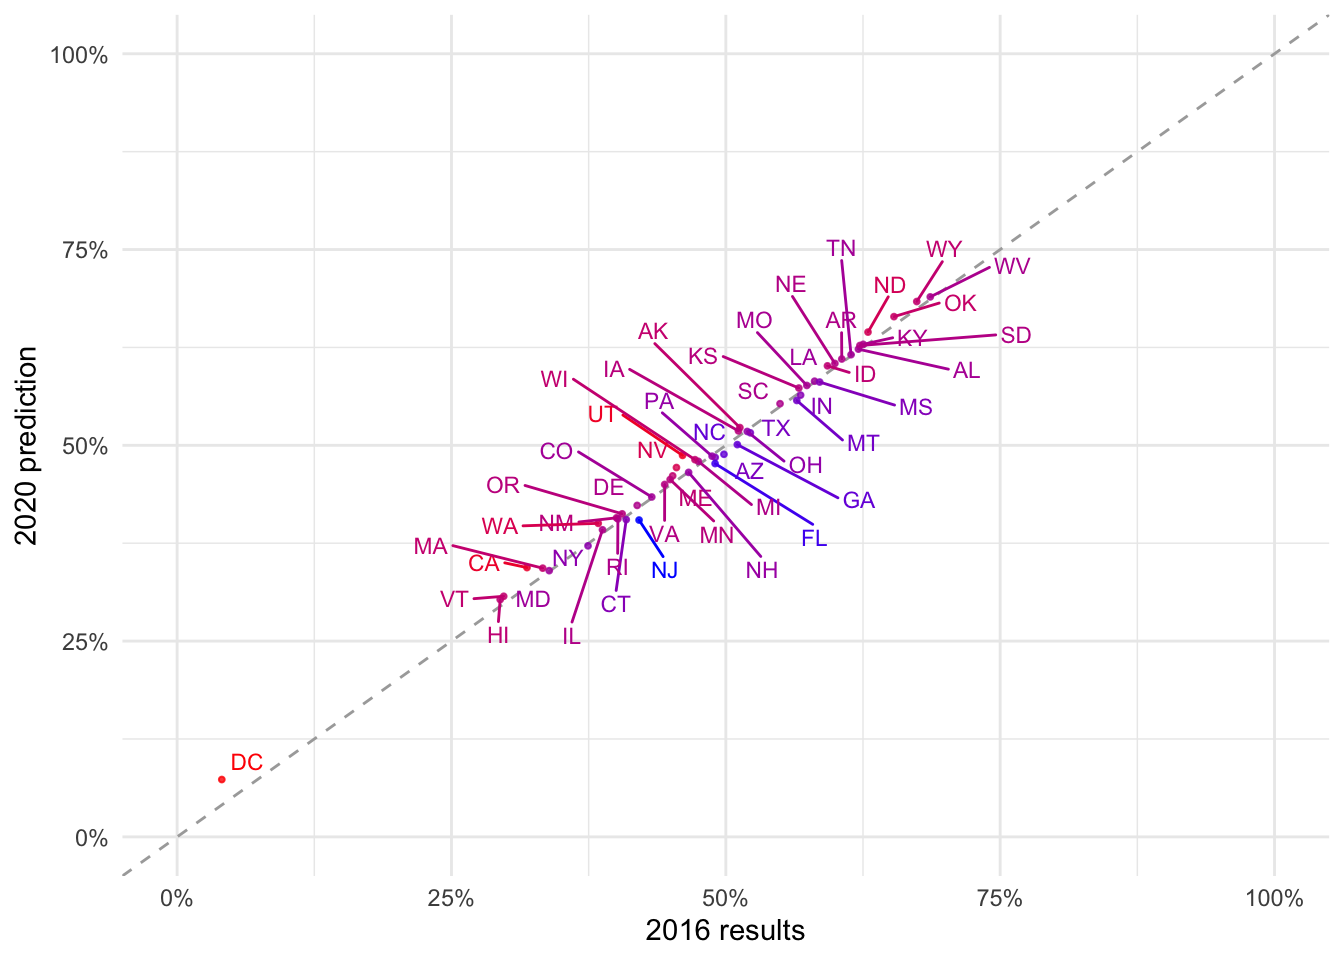 100%
75%
50%
25%
0%
2020 prediction
TN
WY
WV
NE
ND
OK
MO
AR
AK
KY
SD
KS
LA
IA
ID
AL
WI
SC
PA
IN
MS
UT
NC
TX
MT
NV
CO
AZ
OH
OR
DE
ME
GA
MI
WA
NM
VA
MN
FL
MA
CA
NY
RI
NJ
NH
VT
MD
CT
HI
IL
DC
0%
25%
50%
75%
100%
2016 results